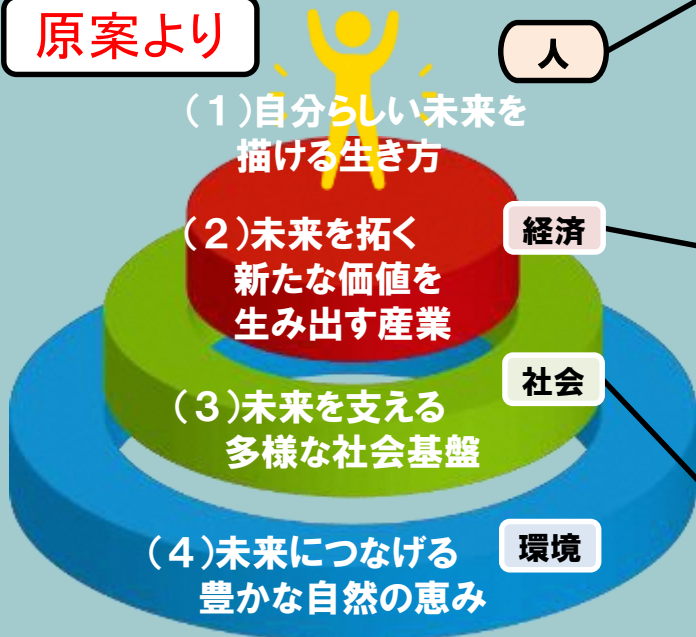 原案より
人
（１）自分らしい未来を
描ける生き方
（２）未来を拓く
新たな価値を
生み出す産業
経済
社会
（３）未来を支える
多様な社会基盤
（４）未来につなげる
豊かな自然の恵み
環境